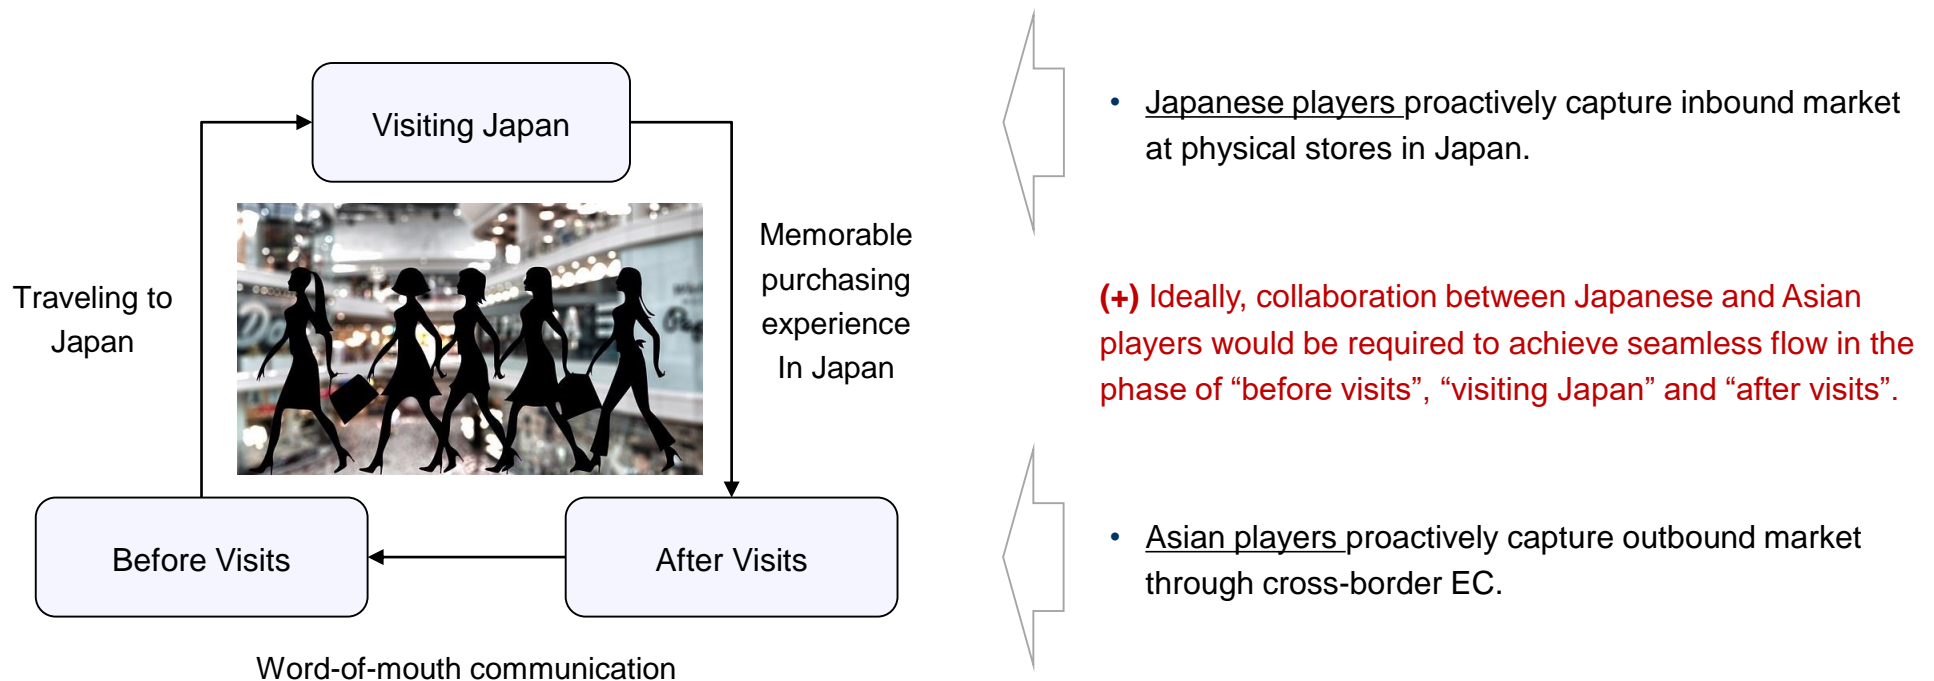 Visiting Japan
Traveling to
Japan
Memorable
purchasing
experience
In Japan
Before Visits
After Visits
Word-of-mouth communication
• Japanese players proactively capture inbound market
at physical stores in Japan.
(+) Ideally, collaboration between Japanese and Asian
players would be required to achieve seamless flow in the
phase of “before visits”, “visiting Japan” and “after visits”.
• Asian players proactively capture outbound market
through cross-border EC.